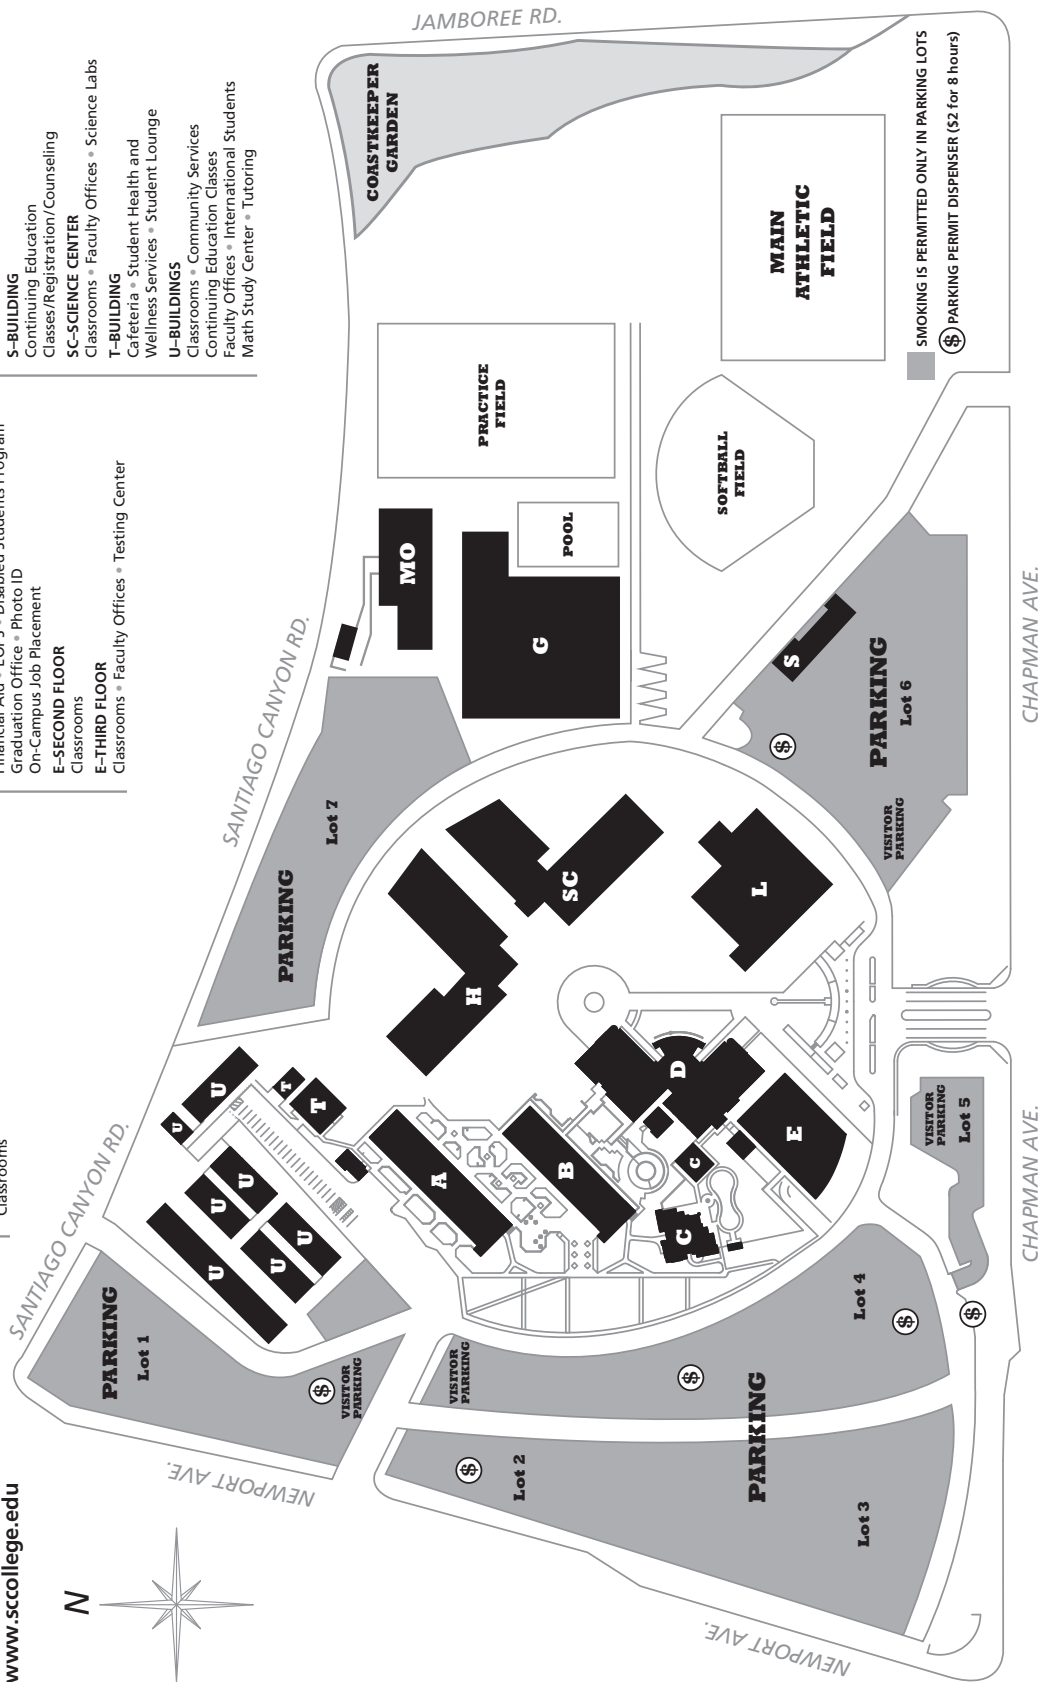 www.sccollege.edu
N
Classrooms
Graduation Office • Photo ID
On-Campus Job Placement
E–SECOND FLOOR
Classrooms
E–THIRD FLOOR
Classrooms • Faculty Offices • Testing Center
S–BUILDING
Continuing Education
Classes/Registration/Counseling
SC–SCIENCE CENTER
Classrooms • Faculty Offices • Science Labs
T–BUILDING
Cafeteria • Student Health and
Wellness Services • Student Lounge
U–BUILDINGS
Classrooms • Community Services
Continuing Education Classes
Faculty Offices • International Students
Math Study Center • Tutoring
SANTIAGO CANYON RD.
SANTIAGO CANYON RD.
SANTIAGO CANYON RD.
JAMBOREE RD.
NEWPORT AVE.
NEWPORT AVE.
CHAPMAN AVE.
CHAPMAN AVE.
PARKING
Lot 1
$
VISITOR
PARKING
U
U
U
U
U
U
U
T
T
PARKING
Lot 7
MO
G
POOL
PRACTICE
FIELD
COASTKEEPER
GARDEN
MAIN
ATHLETIC
FIELD
SOFTBALL
FIELD
A
B
H
SC
L
D
E
C
C
S
$
PARKING
Lot 6
VISITOR
PARKING
VISITOR
PARKING
Lot 5
$
VISITOR
PARKING
$
Lot 4
$
PARKING
$
Lot 2
Lot 3
SMOKING IS PERMITTED ONLY IN PARKING LOTS
$ PARKING PERMIT DISPENSER ($2 for 8 hours)